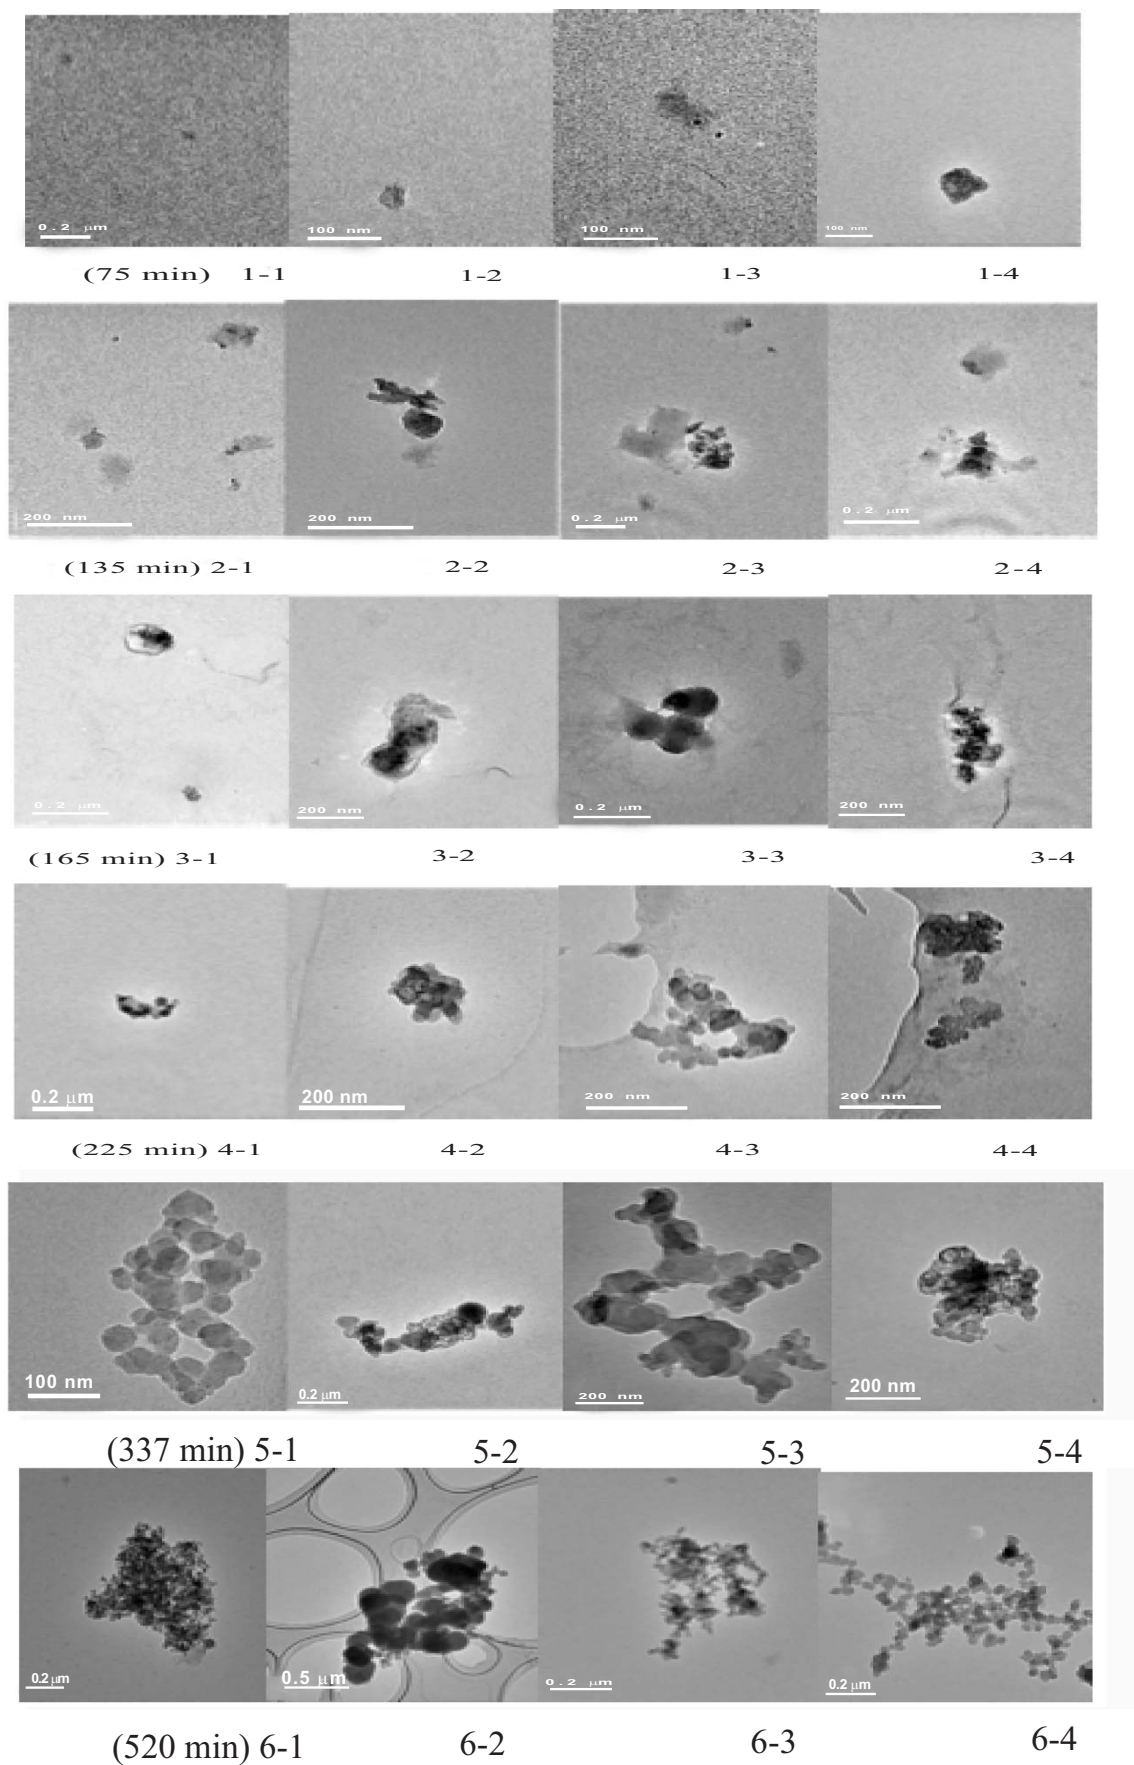 0.2 μm 100 nm 100 nm 100 nm
(75 min) 1-1 1-2 1-3 1-4
200 nm 200 nm 0.2 μm 0.2 μm
(135 min) 2-1 2-2 2-3 2-4
0.2 μm 200 nm 0.2 μm 200 nm
(165 min) 3-1 3-2 3-3 3-4
0.2 μm 200 nm 200 nm 200 nm
(225 min) 4-1 4-2 4-3 4-4
100 nm 0.2 μm 200 nm 200 nm
(337 min) 5-1 5-2 5-3 5-4
0.2 μm 0.5 μm 0.2 μm 0.2 μm
(520 min) 6-1 6-2 6-3 6-4